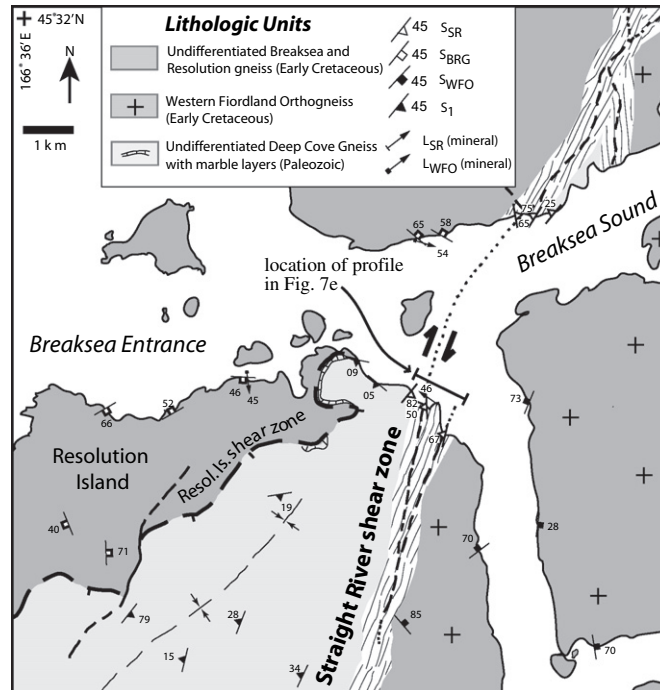 45°32'N
166° 36' E
N
1 km
Lithologic Units
Undifferentiated Breaksea and
Resolution gneiss (Early Cretaceous)
Western Fiordland Orthogneiss
(Early Cretaceous)
Undifferentiated Deep Cove Gneiss
with marble layers (Paleozoic)
45 SSR
45 SBRG
45 SWFO
45 S1
LSR (mineral)
LWFO (mineral)
75
65
25
65
58
54
Breaksea Sound
location of profile
in Fig. 7e
Breaksea Entrance
09
05
46
45
52
66
46
82
50
67
73
Resolution
Island
Resol. Is. shear zone
Straight River shear zone
40
71
19
70
28
79
28
85
15
34
70